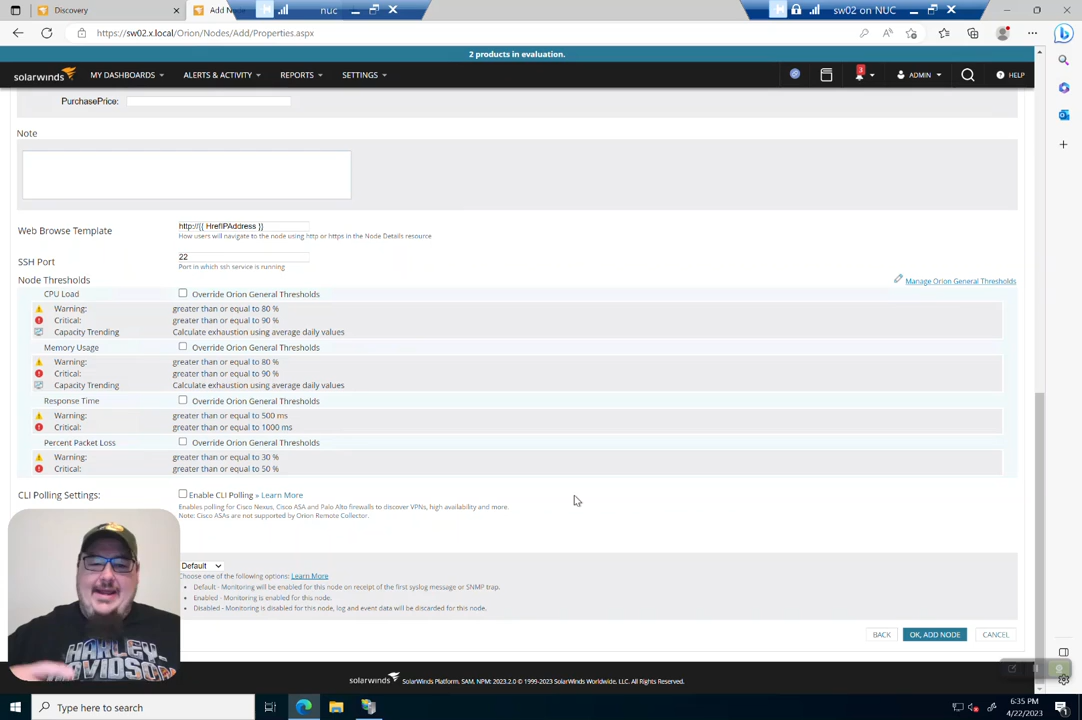 Discovery
Add No
nuc
sw02 on NUC
https://sw02.x.local/Orion/Nodes/Add/Properties.aspx
2 products in evaluation.
solarwinds
MY DASHBOARDS
ALERTS & ACTIVITY
REPORTS
SETTINGS
3
ADMIN
HELP
PurchasePrice:
Note
Web Browse Template
http://{{ HrefIPAddress }}
How users will navigate to the node using http or https in the Node Details resource
SSH Port
22
Port in which ssh service is running
Node Thresholds
Manage Orion General Thresholds
CPU Load
Override Orion General Thresholds
Warning: greater than or equal to 80 %
Critical: greater than or equal to 90 %
Capacity Trending Calculate exhaustion using average daily values
Memory Usage
Override Orion General Thresholds
Warning: greater than or equal to 80 %
Critical: greater than or equal to 90 %
Capacity Trending Calculate exhaustion using average daily values
Response Time
Override Orion General Thresholds
Warning: greater than or equal to 500 ms
Critical: greater than or equal to 1000 ms
Percent Packet Loss
Override Orion General Thresholds
Warning: greater than or equal to 30 %
Critical: greater than or equal to 50 %
CLI Polling Settings:
Enable CLI Polling » Learn More
Enables polling for Cisco Nexus, Cisco ASA and Palo Alto firewalls to discover VPNs, high availability and more.
Note: Cisco ASAs are not supported by Orion Remote Collector.
Default
Choose one of the following options: Learn More
Default - Monitoring will be enabled for this node on receipt of the first syslog message or SNMP trap.
Enabled - Monitoring is enabled for this node.
Disabled - Monitoring is disabled for this node, log and event data will be discarded for this node.
HARLEY-
DAVIDSON
BACK
OK, ADD NODE
CANCEL
solarwinds
SolarWinds Platform, SAM, NPM: 2023.2.0 © 1999-2023 SolarWinds Worldwide, LLC. All Rights Reserved.
Type here to search
6:35 PM
4/22/2023
1